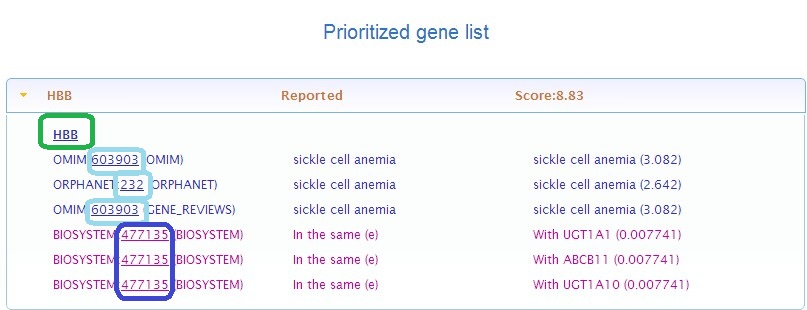 Prioritized gene list
HBB Reported Score:8.83
HBB
OMIM 603903 OMIM) sickle cell anemia sickle cell anemia (3.082)
ORPHANET 232 ORPHANET) sickle cell anemia sickle cell anemia (2.642)
OMIM 603903 GENE_REVIEWS) sickle cell anemia sickle cell anemia (3.082)
BIOSYSTEM 477135 (BIOSYSTEM) In the same (e) With UGT1A1 (0.007741)
BIOSYSTEM 477135 (BIOSYSTEM) In the same (e) With ABCB11 (0.007741)
BIOSYSTEM 477135 (BIOSYSTEM) In the same (e) With UGT1A10 (0.007741)